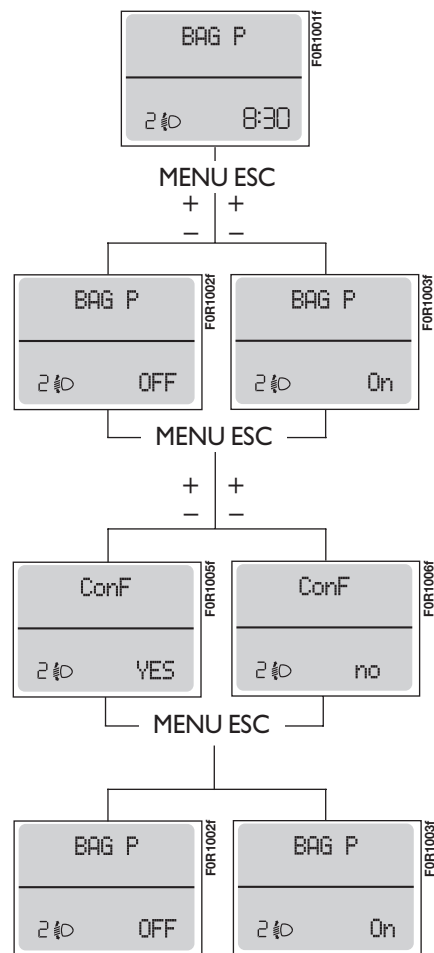 BAG P
2 8:30
F0R1001f
MENU ESC
+ +
– –
BAG P
2 OFF
F0R1002f
BAG P
2 On
F0R1003f
MENU ESC
+ +
– –
ConF
2 YES
F0R1005f
ConF
2 no
F0R1006f
MENU ESC
BAG P
2 OFF
F0R1002f
BAG P
2 On
F0R1003f